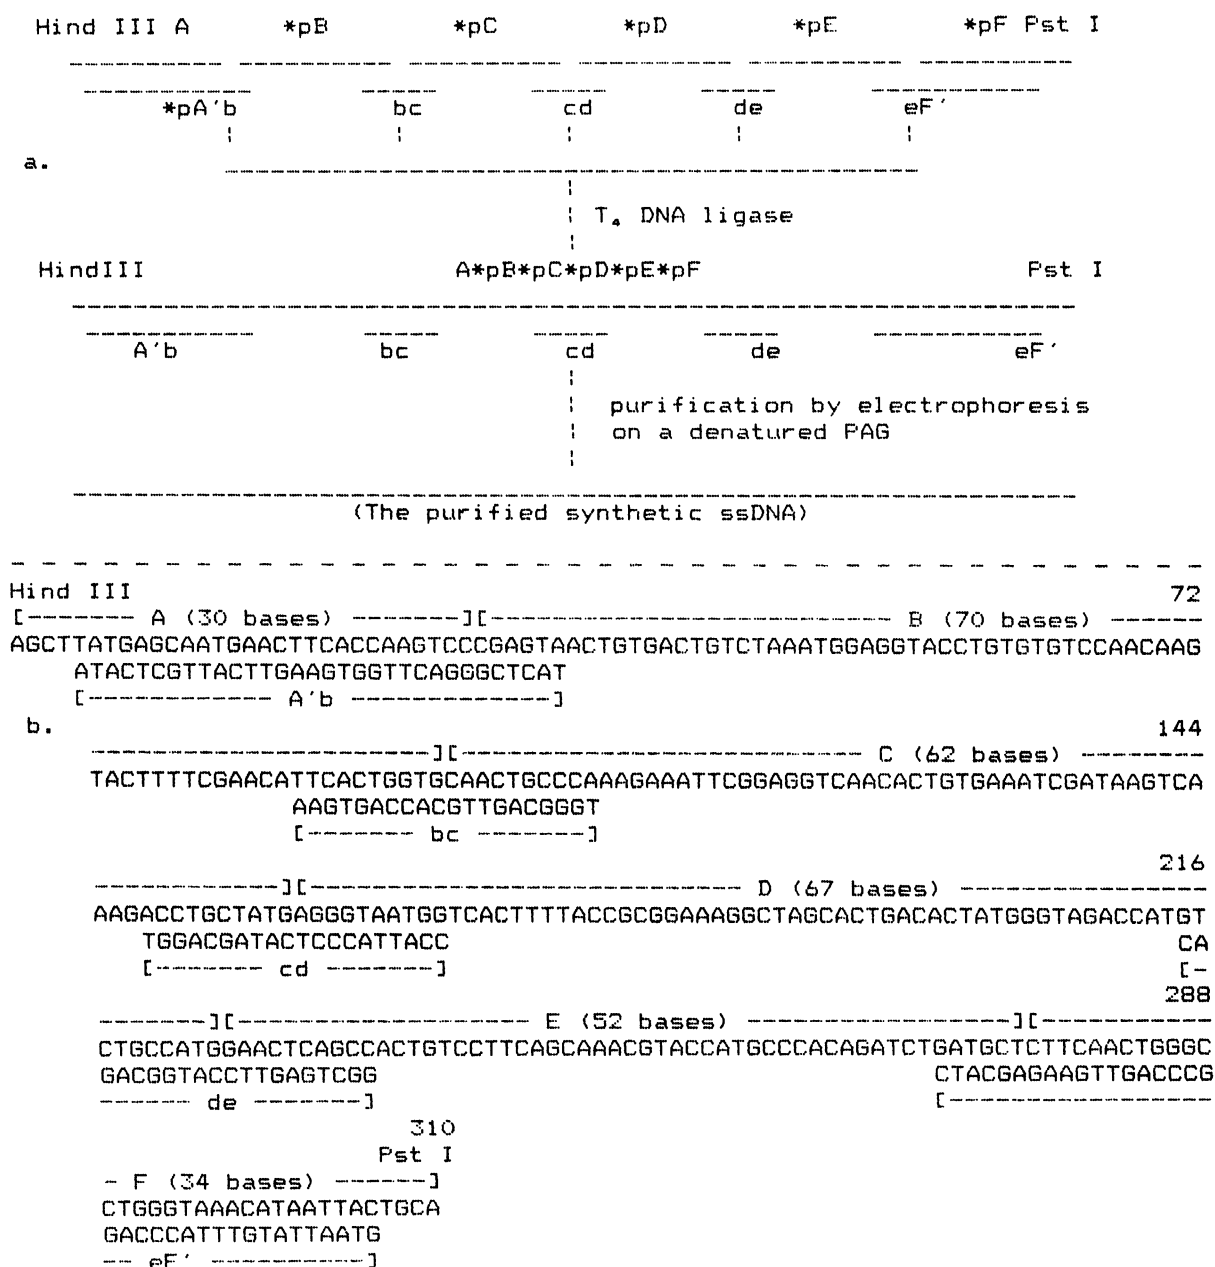 Hind III A *pB *pC *pD *pE *pF Pst I
*pA'b bc cd de eF'
a.
T4 DNA ligase
HindIII A*pB*pC*pD*pE*pF Pst I
A'b bc cd de eF'
purification by electrophoresis
on a denatured PAG
(The purified synthetic ssDNA)
Hind III 72
[------- A (30 bases) -------][--------------------------- B (70 bases) ------
AGCTTATGAGCAATGAACTTCACCAAGTCCCGAGTAACTGTGACTGTCTAAATGGAGGTACCTGTGTGTCCAACAAG
ATACTCGTTACTTGAAGTGGTTCAGGGCTCAT
[------------- A'b --------------]
b. 144
----------------------][-------------------------- C (62 bases) --------
TACTTTTCGAACATTCACTGGTGCAACTGCCCAAAGAAATTCGGAGGTCAACACTGTGAAATCGATAAGTCA
AAGTGACCACGTTGACGGGT
[------- bc -------]
216
------------][---------------------------- D (67 bases) ----------------
AAGACCTGCTATGAGGGTAATGGTCACTTTTACCGCGGAAAGGCTAGCACTGACACTATGGGTAGACCATGT
TGGACGATACTCCCATTACC CA
[------- cd -------] [-
288
-------][------------------- E (52 bases) -----------------][-----------
CTGCCATGGAACTCAGCCACTGTCCTTCAGCAAACGTACCATGCCCACAGATCTGATGCTCTTCAACTGGGC
GACGGTACCTTGAGTCGG CTACGAGAAGTTGACCCG
------ de -------] [-----------------
310
Pst I
- F (34 bases) ------]
CTGGGTAAACATAATTACTGCA
GACCCATTTGTATTAATG
-- eF' ----------]